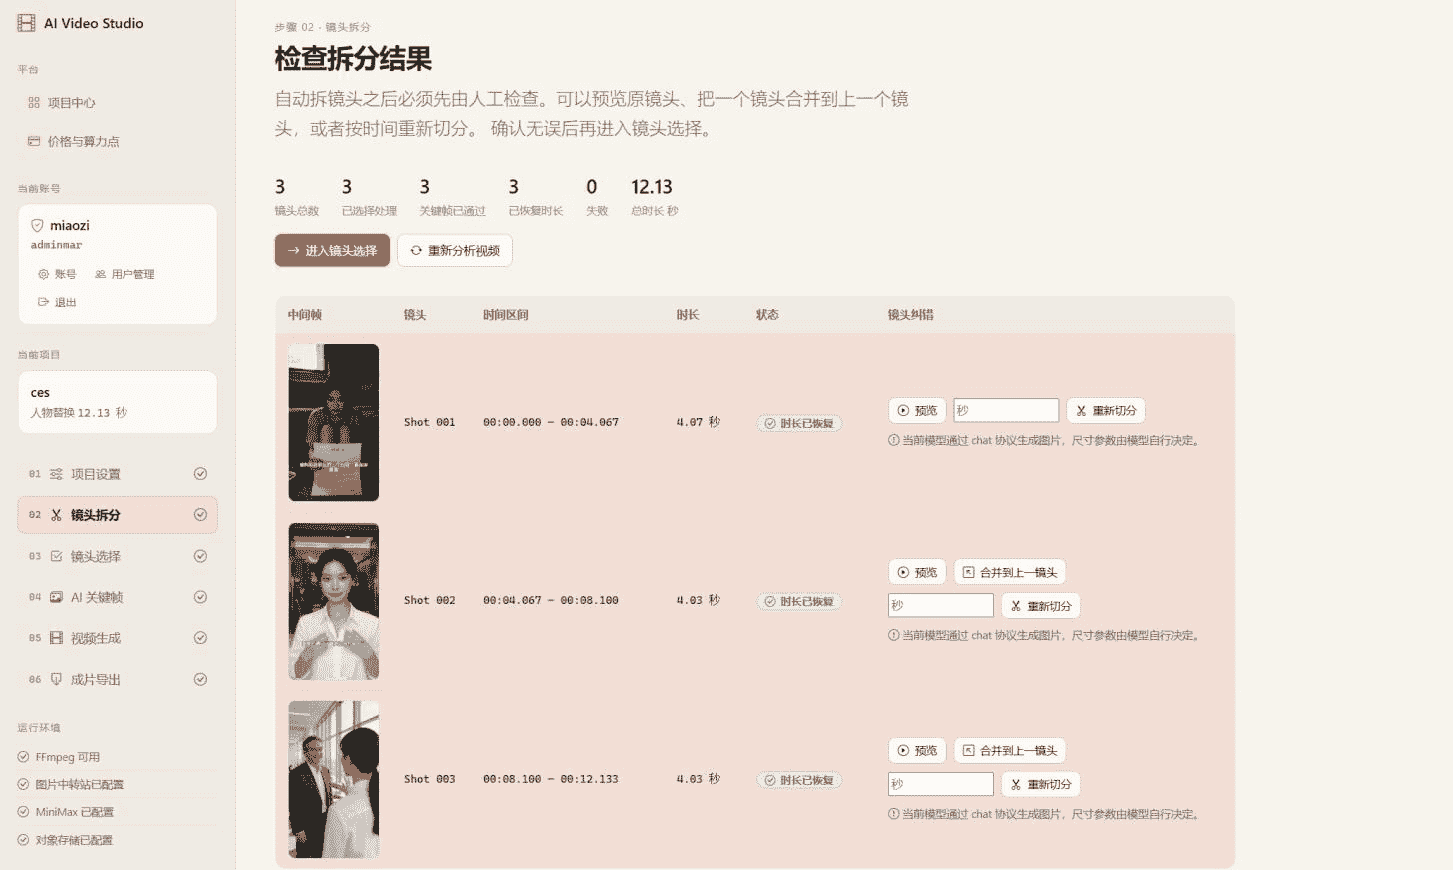 AI Video Studio
平台
项目中心
价格与算力点
当前账号
miaozi
adminmar
账号
用户管理
退出
当前项目
ces
人物替换 12.13 秒
01 项目设置
02 镜头拆分
03 镜头选择
04 AI 关键帧
05 视频生成
06 成片导出
运行环境
FFmpeg 可用
图片中转站已配置
MiniMax 已配置
对象存储已配置
步骤 02 · 镜头拆分
检查拆分结果
自动拆镜头之后必须先由人工检查。可以预览原镜头、把一个镜头合并到上一个镜
头，或者按时间重新切分。 确认无误后再进入镜头选择。
3 3 3 3 0 12.13
镜头总数 已选择处理 关键帧已通过 已恢复时长 失败 总时长 秒
→ 进入镜头选择 重新分析视频
中间帧 镜头 时间区间 时长 状态 镜头纠错
Shot 001 00:00.000 — 00:04.067 4.07 秒 时长已恢复
预览 秒 重新切分
当前模型通过 chat 协议生成图片，尺寸参数由模型自行决定。
Shot 002 00:04.067 — 00:08.100 4.03 秒 时长已恢复
预览 合并到上一镜头
秒 重新切分
当前模型通过 chat 协议生成图片，尺寸参数由模型自行决定。
Shot 003 00:08.100 — 00:12.133 4.03 秒 时长已恢复
预览 合并到上一镜头
秒 重新切分
当前模型通过 chat 协议生成图片，尺寸参数由模型自行决定。